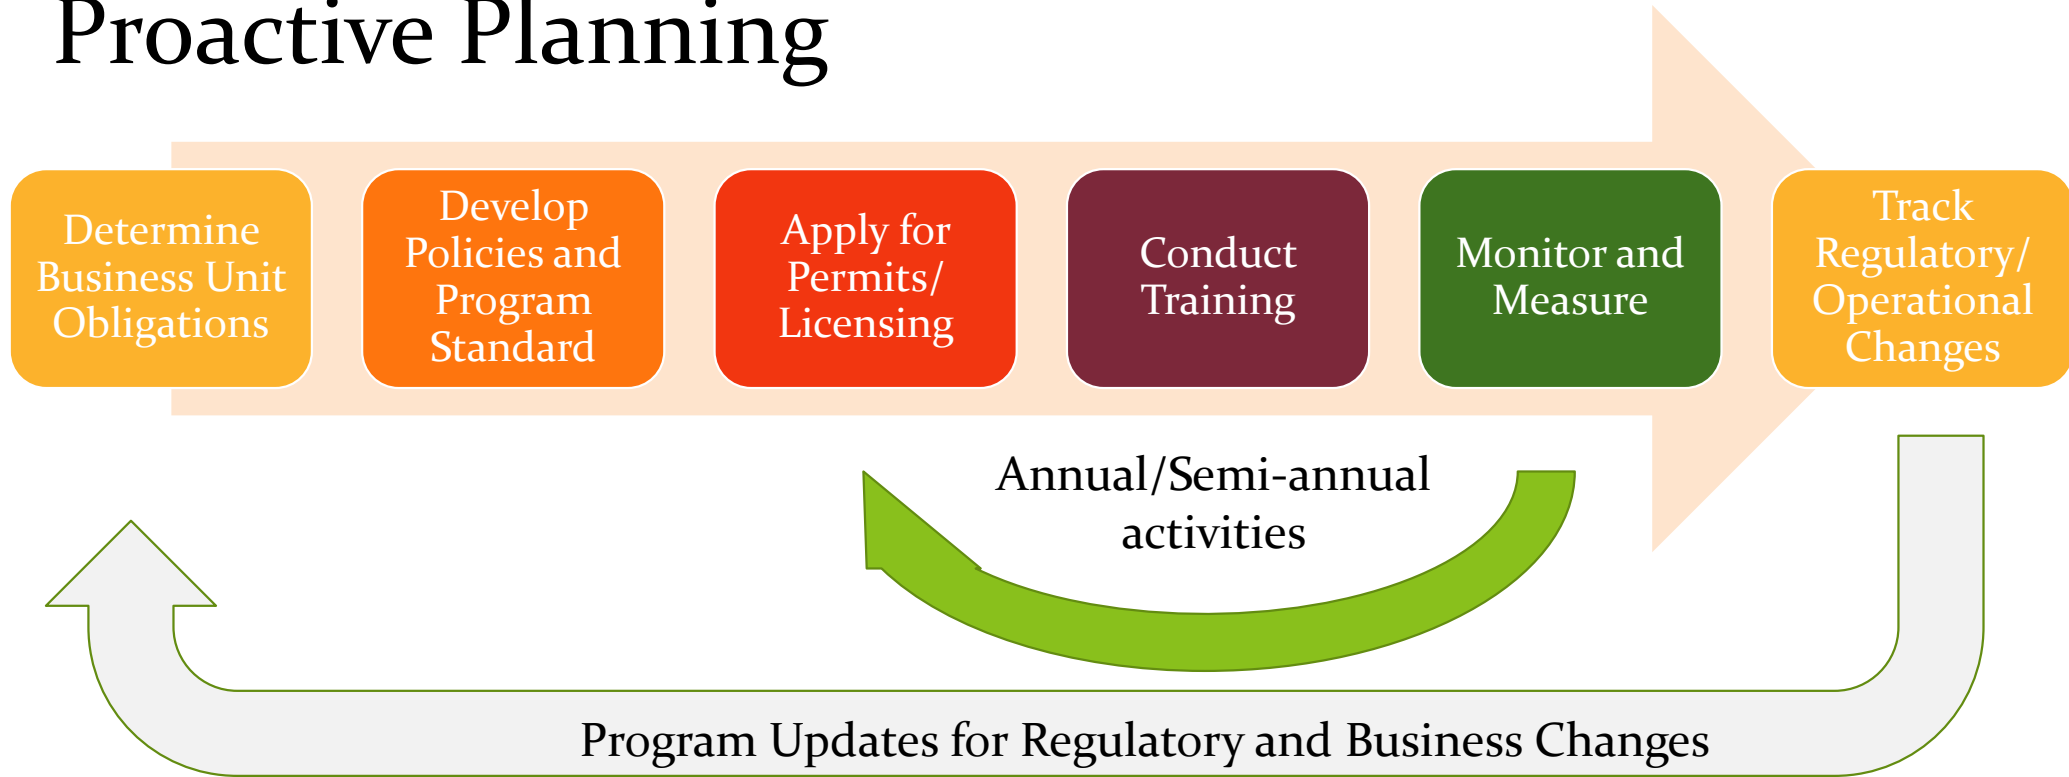 Proactive Planning
Determine
Business Unit
Obligations
Develop
Policies and
Program
Standard
Apply for
Permits/
Licensing
Conduct
Training
Monitor and
Measure
Track
Regulatory/
Operational
Changes
Annual/Semi-annual
activities
Program Updates for Regulatory and Business Changes